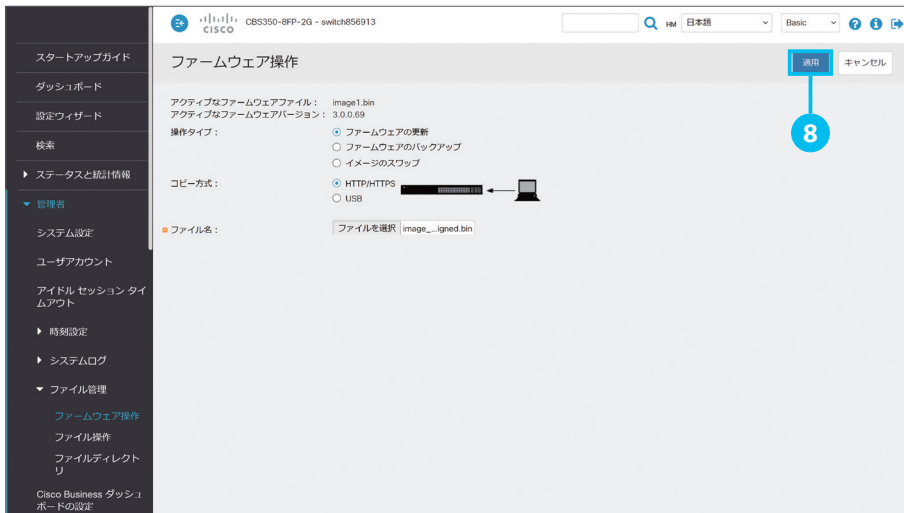 CISCO
CBS350-8FP-2G - switch856913
HM
日本語
Basic
スタートアップガイド
ダッシュボード
設定ウィザード
検索
ステータスと統計情報
管理者
システム設定
ユーザアカウント
アイドル セッション タイ
ムアウト
時刻設定
システムログ
ファイル管理
ファームウェア操作
ファイル操作
ファイルディレクト
リ
Cisco Business ダッシュ
ボードの設定
ファームウェア操作
適用
キャンセル
8
アクティブなファームウェアファイル： image1.bin
アクティブなファームウェアバージョン： 3.0.0.69
操作タイプ： ファームウェアの更新
ファームウェアのバックアップ
イメージのスワップ
コピー方式： HTTP/HTTPS
USB
ファイル名： ファイルを選択 image_...igned.bin